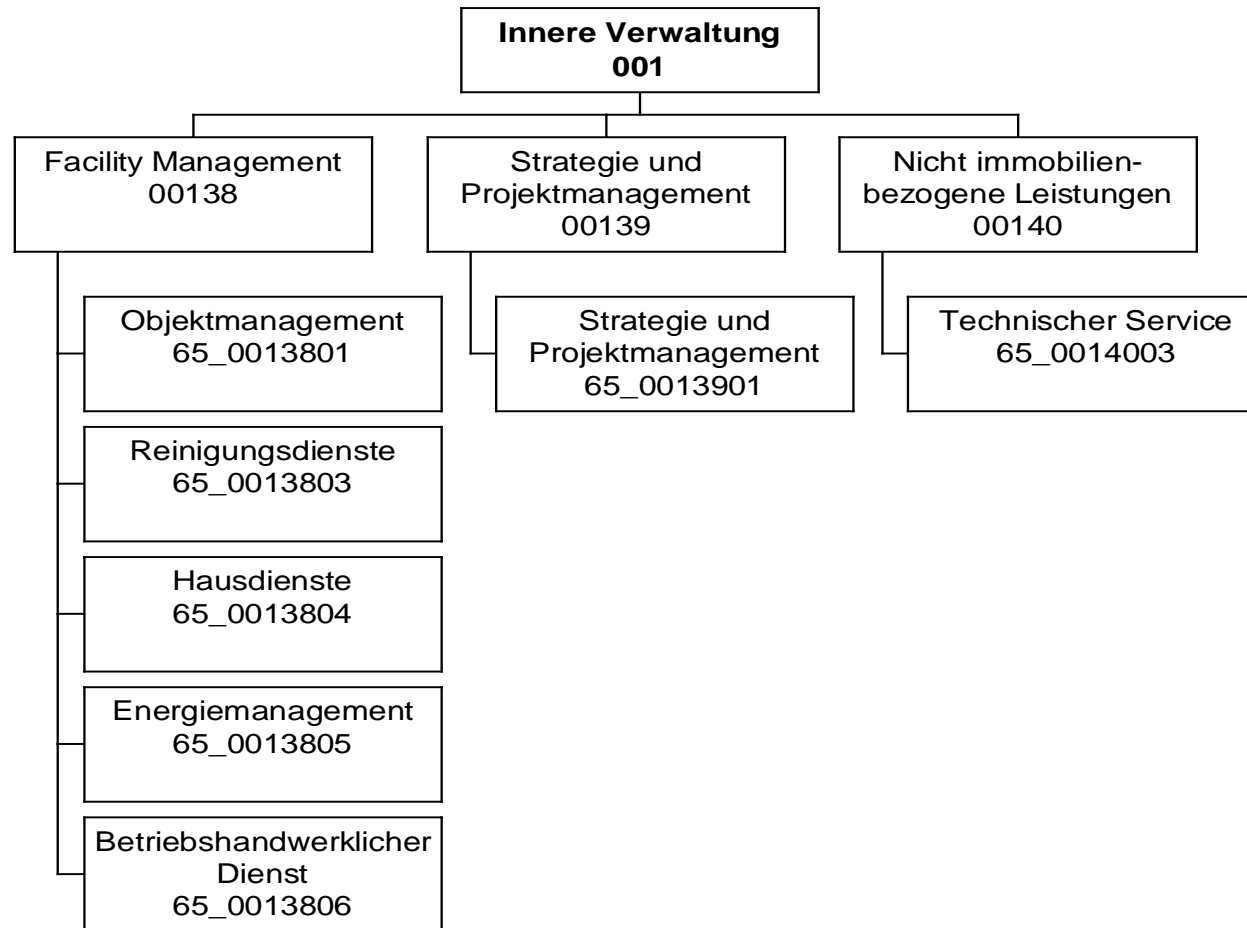 Innere Verwaltung
001
Facility Management
00138
Strategie und
Projektmanagement
00139
Nicht immobilien-
bezogene Leistungen
00140
Objektmanagement
65_0013801
Reinigungsdienste
65_0013803
Hausdienste
65_0013804
Energiemanagement
65_0013805
Betriebshandwerklicher
Dienst
65_0013806
Strategie und
Projektmanagement
65_0013901
Technischer Service
65_0014003